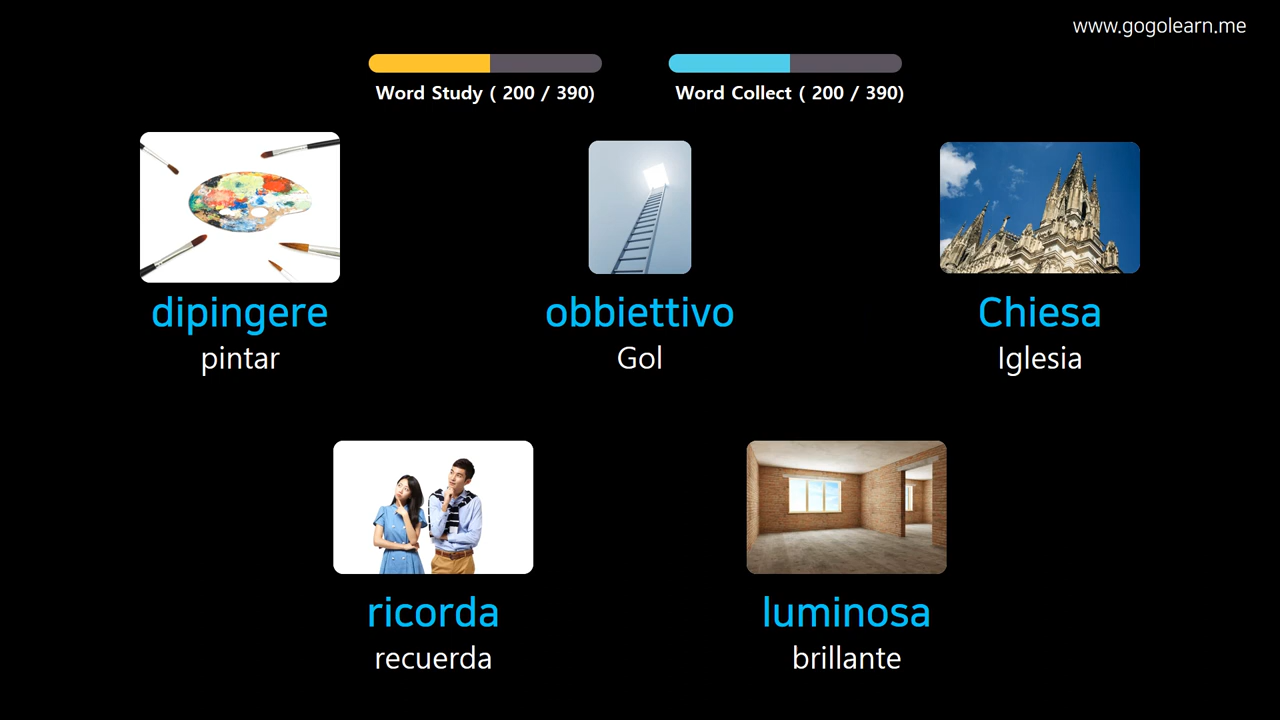 www.gogolearn.me
Word Study ( 200 / 390)
Word Collect ( 200 / 390)
dipingere
pintar
obbiettivo
Gol
Chiesa
Iglesia
ricorda
recuerda
luminosa
brillante